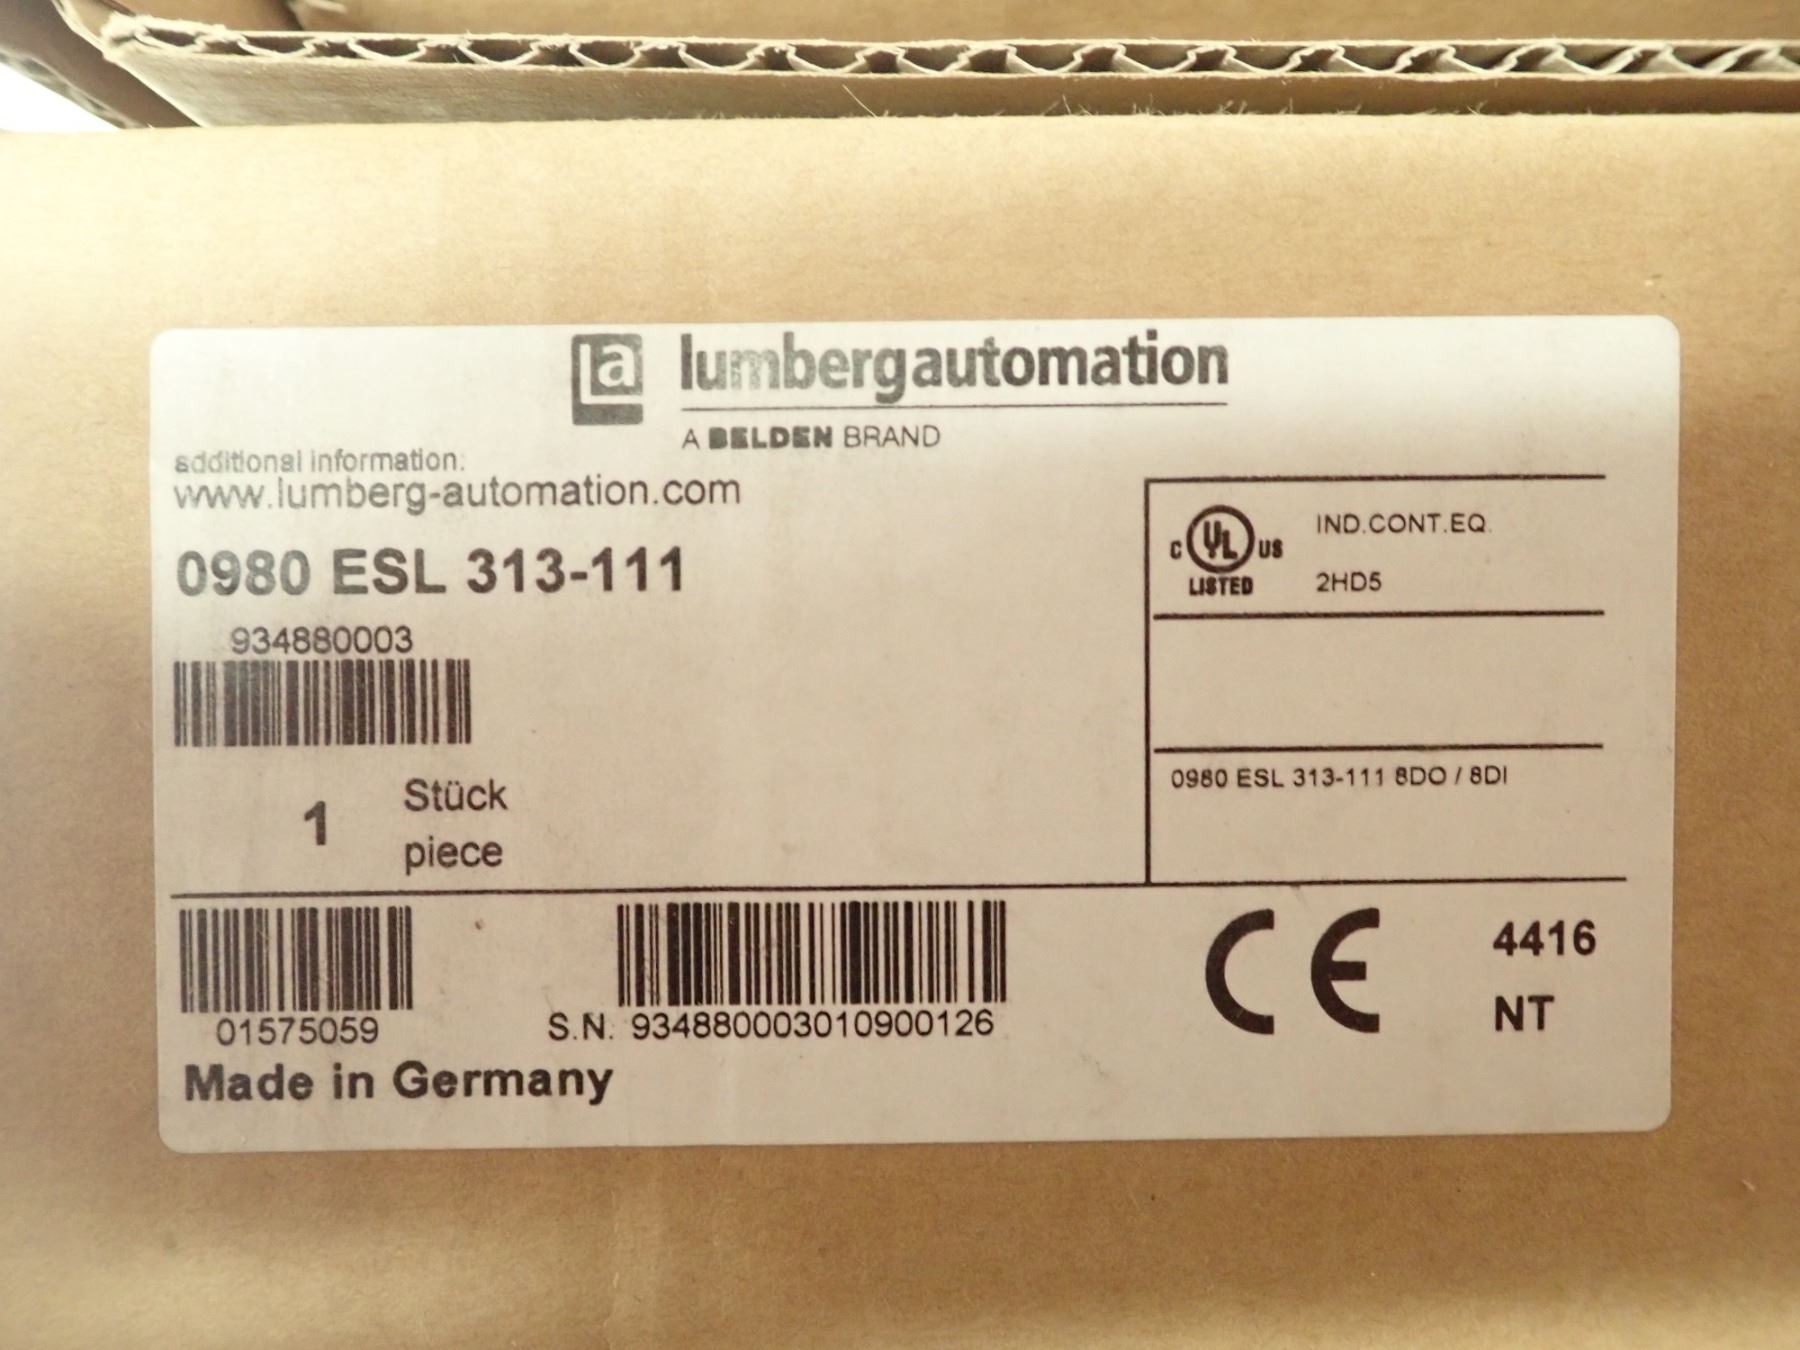 La lumbergautomation
A BELDEN BRAND
additional information:
www.lumberg-automation.com
0980 ESL 313-111
934880003
1 Stück
piece
C UL US
LISTED
IND.CONT.EQ.
2HD5
0980 ESL 313-111 8DO / 8DI
01575059
S.N. 934880003010900126
Made in Germany
CE
4416
NT